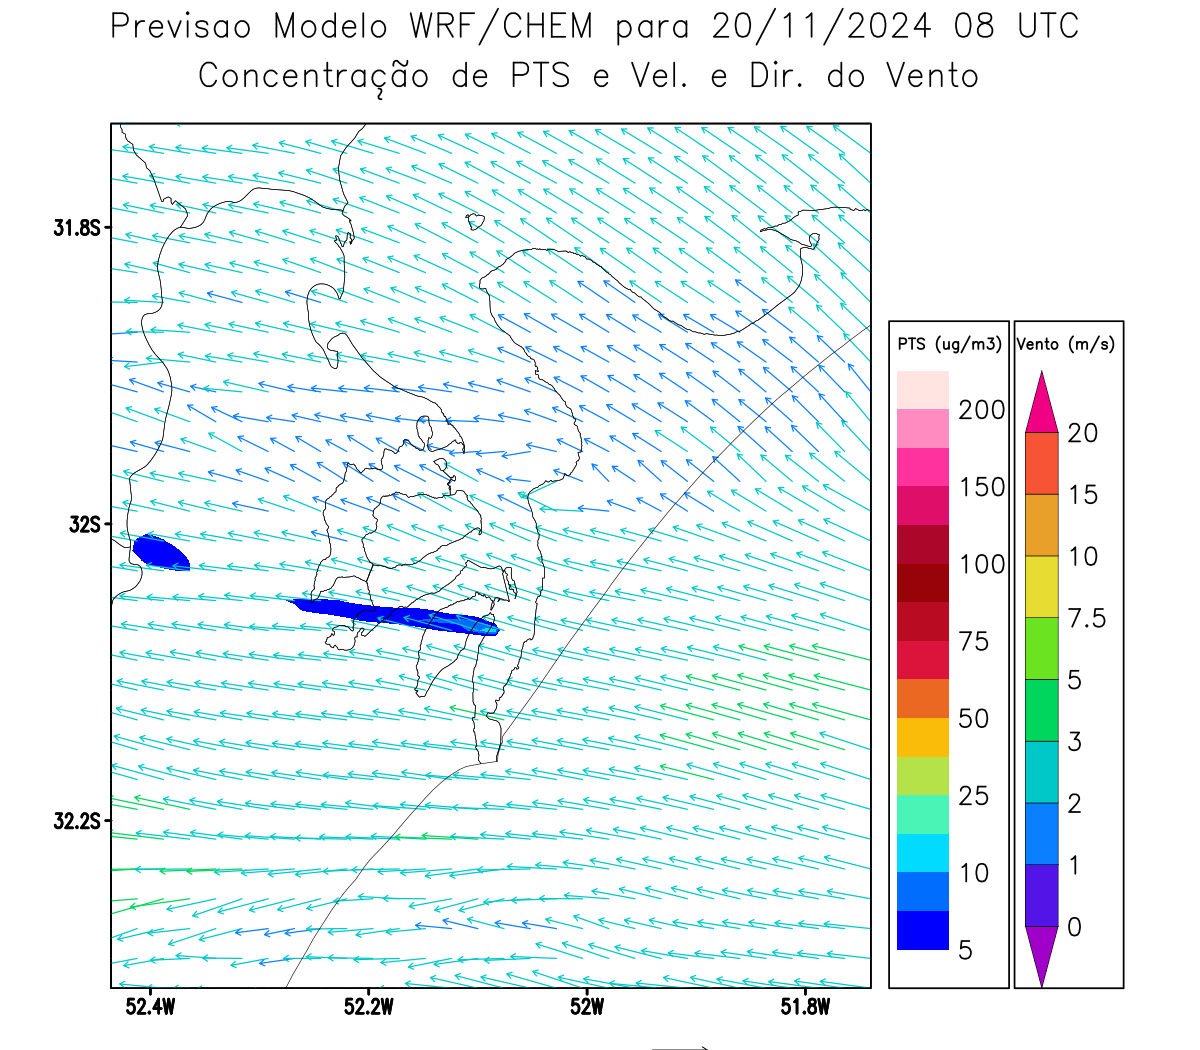 Previsao Modelo WRF/CHEM para 20/11/2024 08 UTC
Concentração de PTS e Vel. e Dir. do Vento
31.8S
32S
32.2S
52.4W 52.2W 52W 51.8W
PTS (ug/m3)
200
150
100
75
50
25
10
5
Vento (m/s)
20
15
10
7.5
5
3
2
1
0